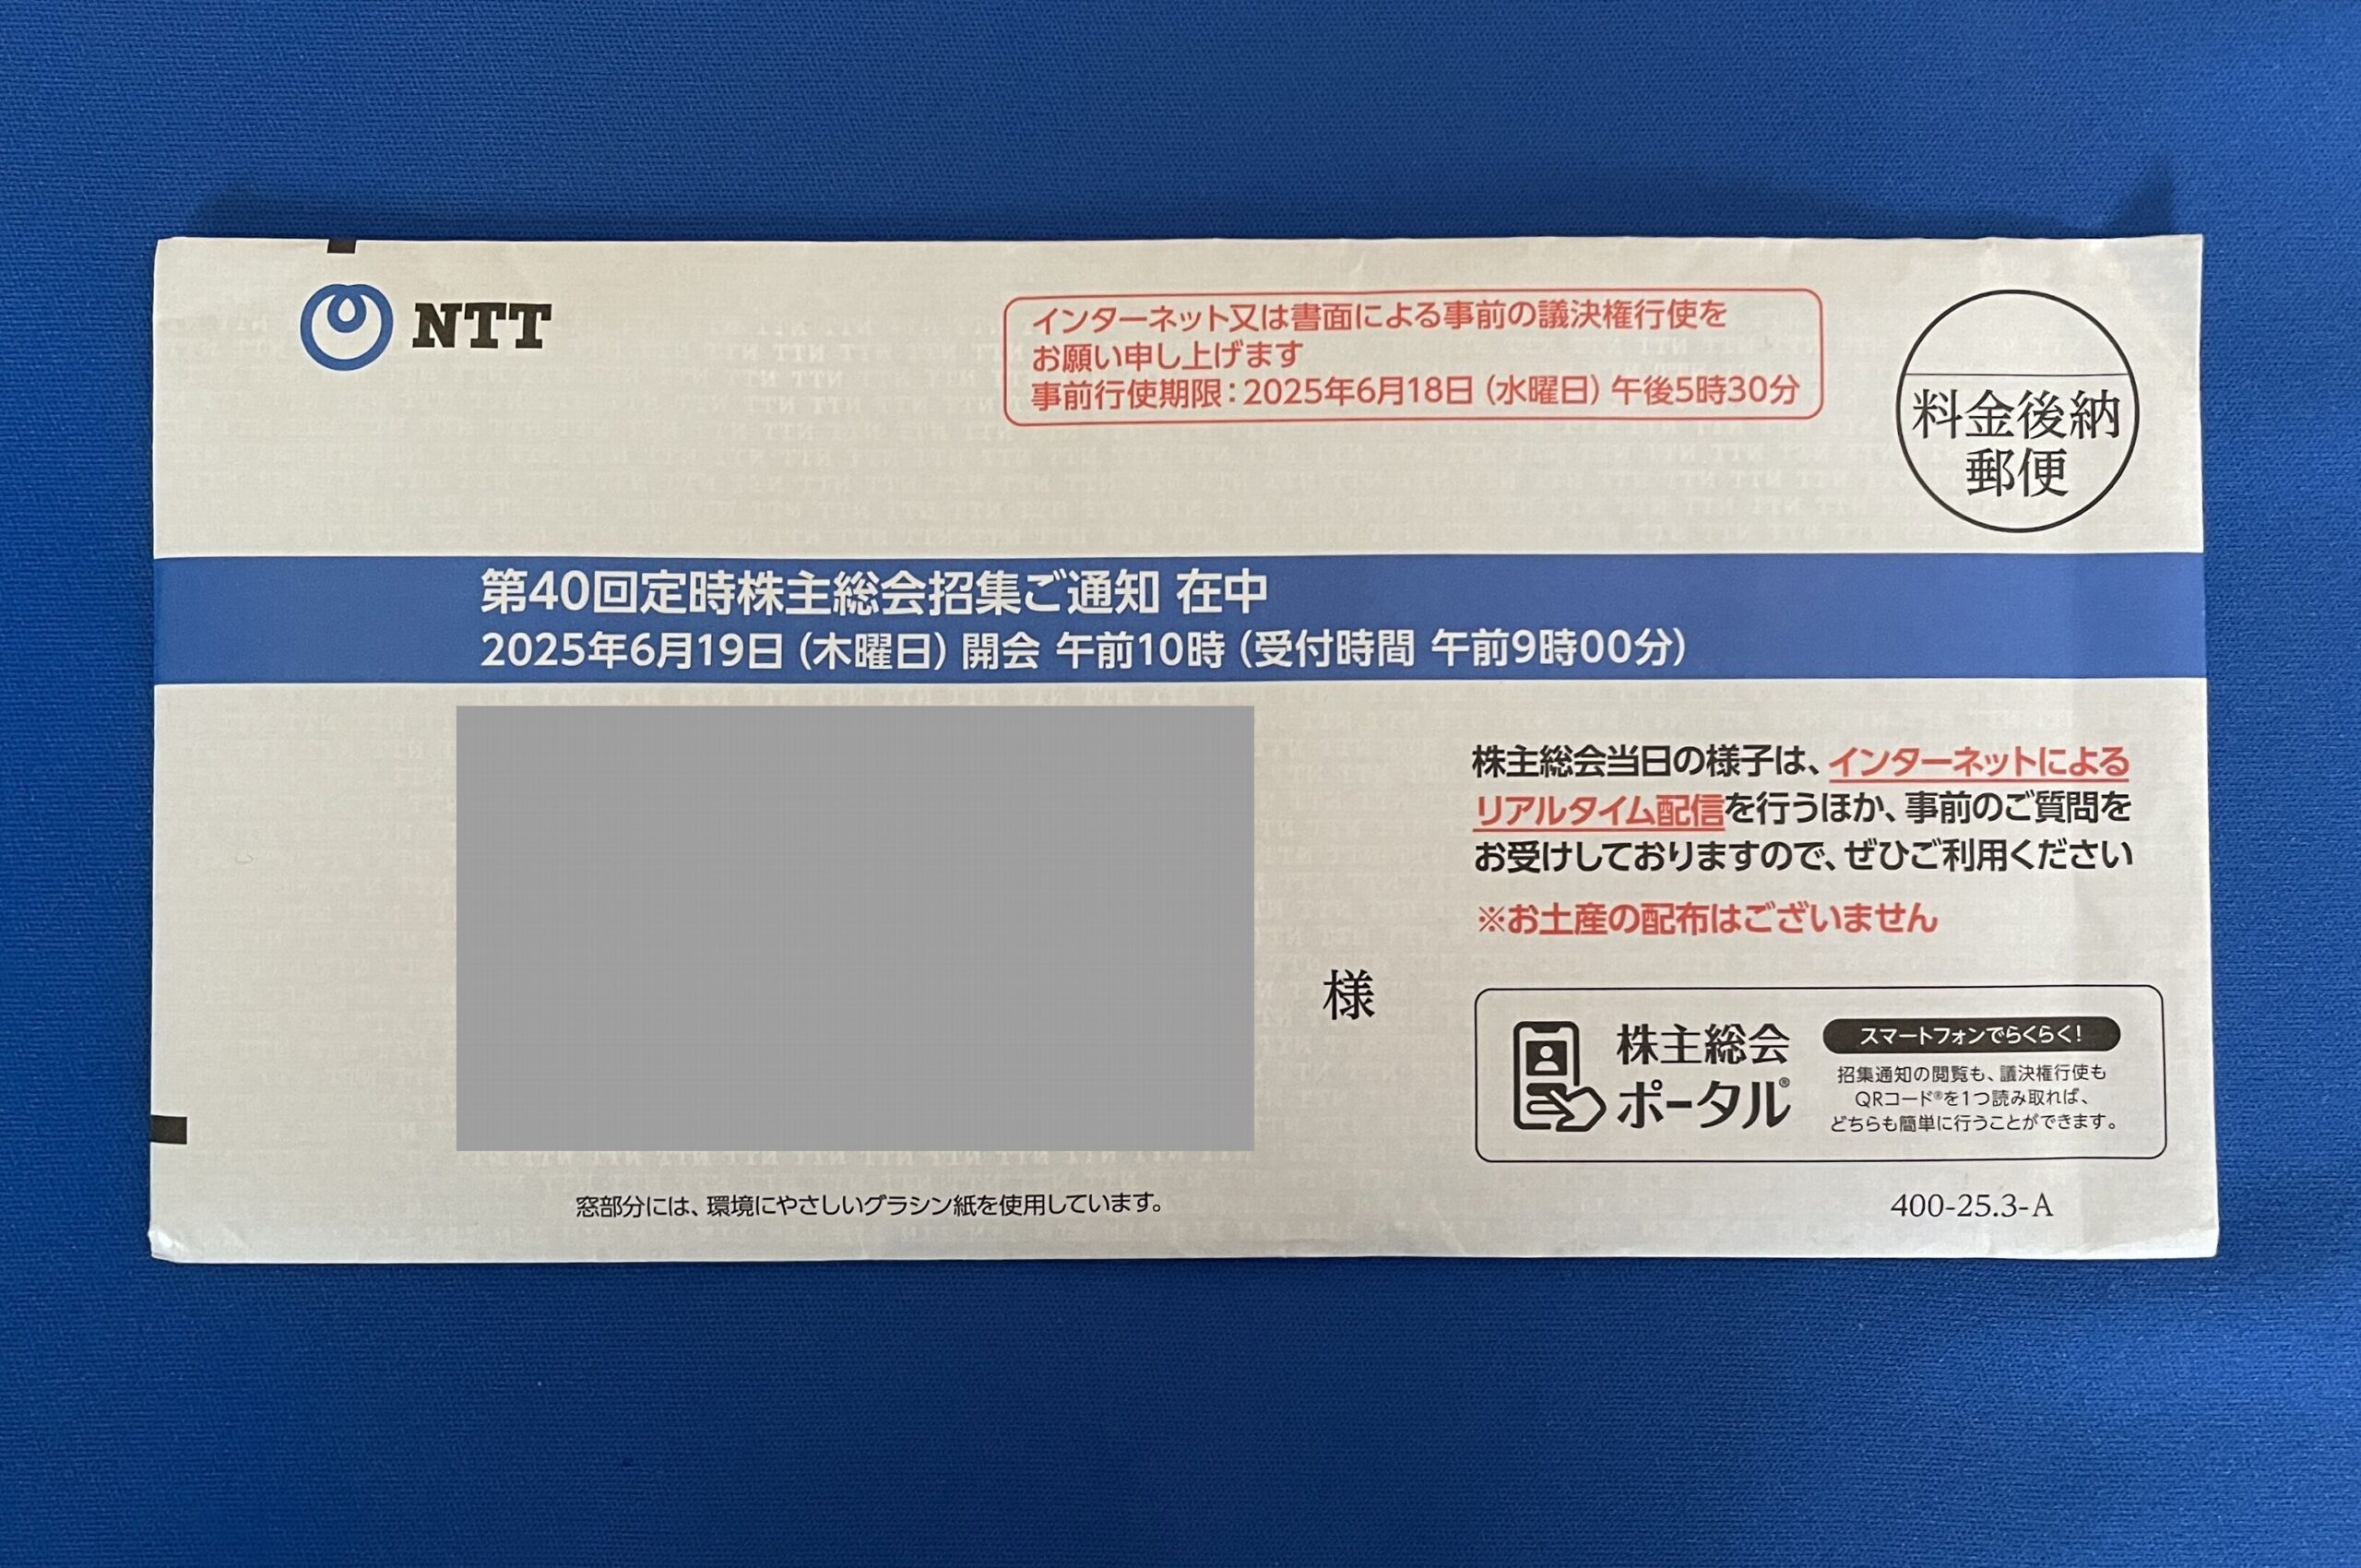 NTT
インターネット又は書面による事前の議決権行使を
お願い申し上げます
事前行使期限：2025年6月18日（水曜日）午後5時30分
料金後納
郵便
第40回定時株主総会招集ご通知 在中
2025年6月19日（木曜日）開会 午前10時（受付時間 午前9時00分）
株主総会当日の様子は、インターネットによる
リアルタイム配信を行うほか、事前のご質問を
お受けしておりますので、ぜひご利用ください
※お土産の配布はございません
様
株主総会
ポータル®
スマートフォンでらくらく！
招集通知の閲覧も、議決権行使も
QRコード®を1つ読み取れば、
どちらも簡単に行うことができます。
窓部分には、環境にやさしいグラシン紙を使用しています。
400-25.3-A